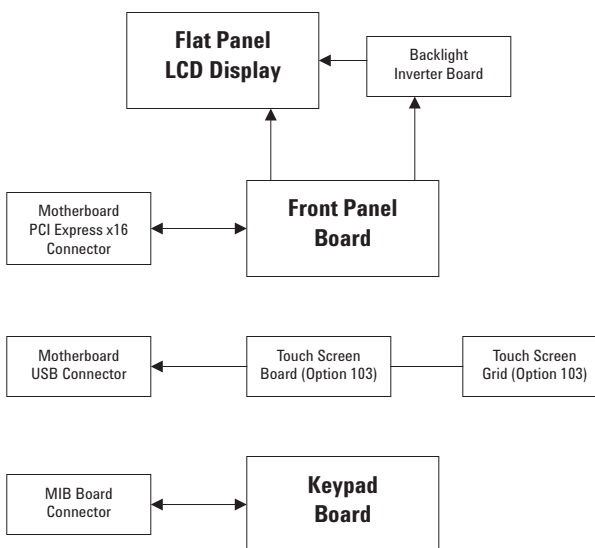 Flat Panel
LCD Display
Backlight
Inverter Board
Motherboard
PCI Express x16
Connector
Front Panel
Board
Motherboard
USB Connector
Touch Screen
Board (Option 103)
Touch Screen
Grid (Option 103)
MIB Board
Connector
Keypad
Board